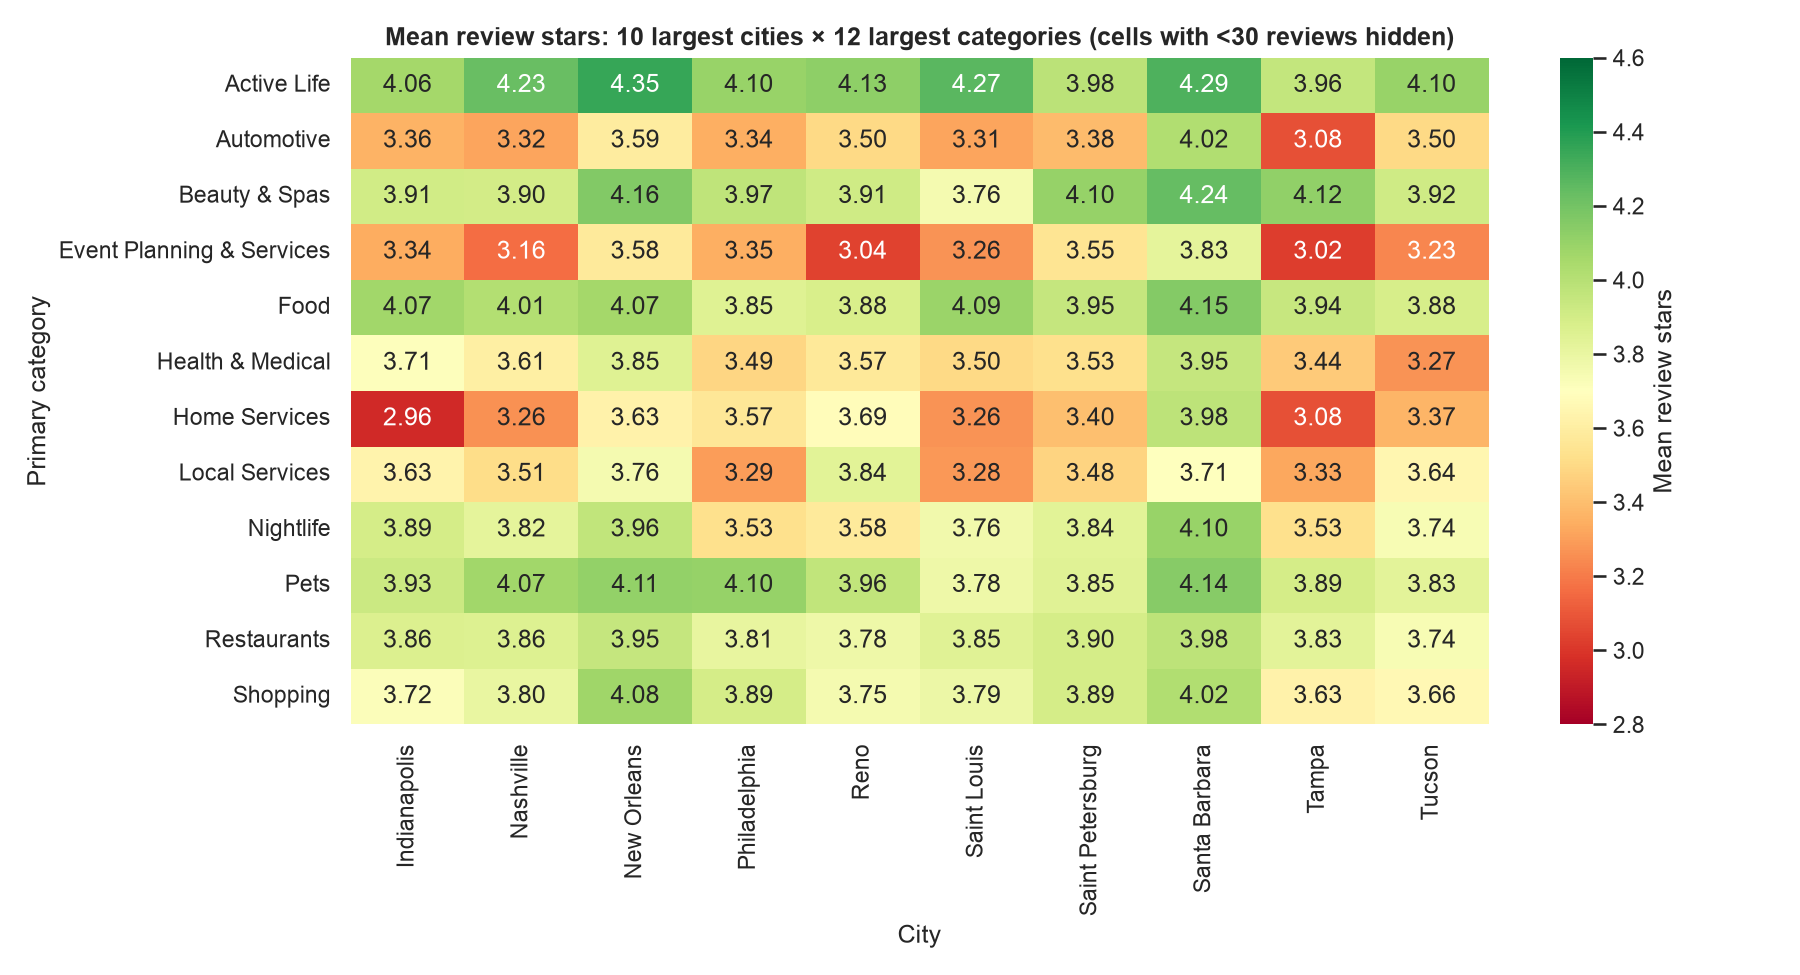 Mean review stars: 10 largest cities × 12 largest categories (cells with <30 reviews hidden)
Primary category
Active Life 4.06 4.23 4.35 4.10 4.13 4.27 3.98 4.29 3.96 4.10
Automotive 3.36 3.32 3.59 3.34 3.50 3.31 3.38 4.02 3.08 3.50
Beauty & Spas 3.91 3.90 4.16 3.97 3.91 3.76 4.10 4.24 4.12 3.92
Event Planning & Services 3.34 3.16 3.58 3.35 3.04 3.26 3.55 3.83 3.02 3.23
Food 4.07 4.01 4.07 3.85 3.88 4.09 3.95 4.15 3.94 3.88
Health & Medical 3.71 3.61 3.85 3.49 3.57 3.50 3.53 3.95 3.44 3.27
Home Services 2.96 3.26 3.63 3.57 3.69 3.26 3.40 3.98 3.08 3.37
Local Services 3.63 3.51 3.76 3.29 3.84 3.28 3.48 3.71 3.33 3.64
Nightlife 3.89 3.82 3.96 3.53 3.58 3.76 3.84 4.10 3.53 3.74
Pets 3.93 4.07 4.11 4.10 3.96 3.78 3.85 4.14 3.89 3.83
Restaurants 3.86 3.86 3.95 3.81 3.78 3.85 3.90 3.98 3.83 3.74
Shopping 3.72 3.80 4.08 3.89 3.75 3.79 3.89 4.02 3.63 3.66
Indianapolis
Nashville
New Orleans
Philadelphia
Reno
Saint Louis
Saint Petersburg
Santa Barbara
Tampa
Tucson
City
4.6
4.4
4.2
4.0
3.8
3.6
3.4
3.2
3.0
2.8
Mean review stars